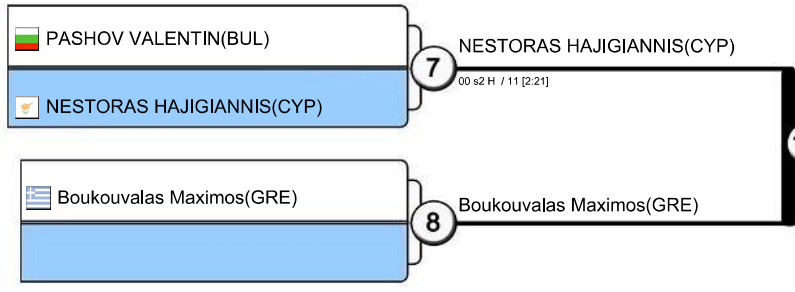 PASHOV VALENTIN(BUL)
NESTORAS HAJIGIANNIS(CYP)
7
NESTORAS HAJIGIANNIS(CYP)
00 s2 H / 11 [2:21]
Boukouvalas Maximos(GRE)
8
Boukouvalas Maximos(GRE)